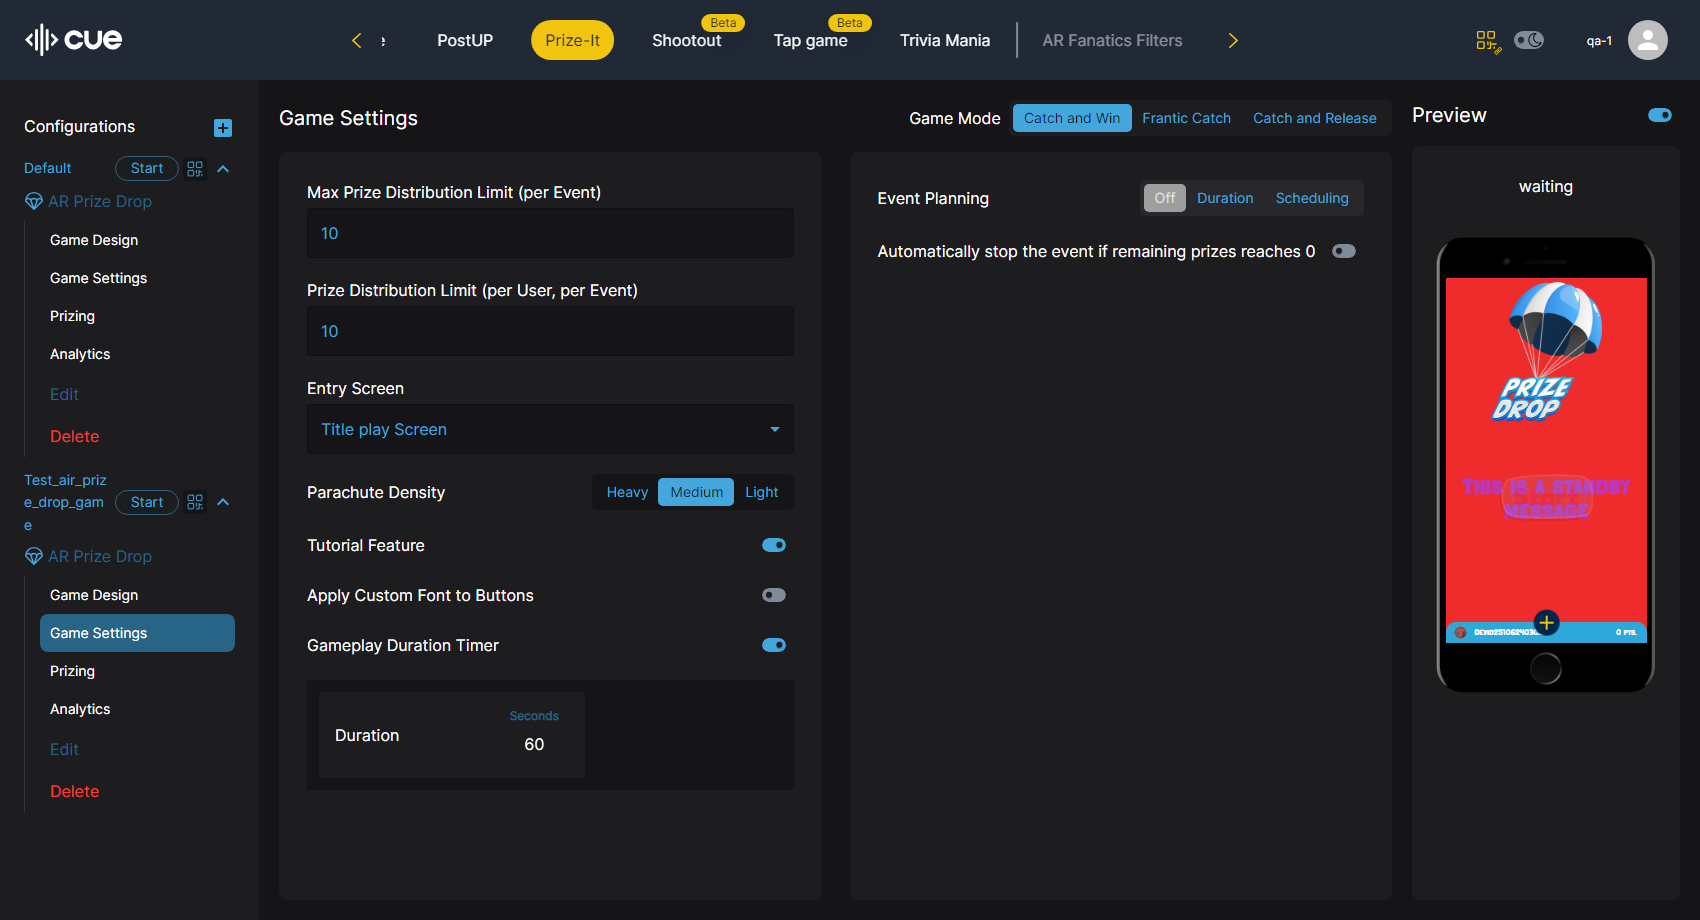 cue
PostUP
Prize-It
Shootout
Beta
Tap game
Beta
Trivia Mania
AR Fanatics Filters
qa-1
Configurations
Default
Start
AR Prize Drop
Game Design
Game Settings
Prizing
Analytics
Edit
Delete
Test_air_priz
e_drop_gam
e
Start
AR Prize Drop
Game Design
Game Settings
Prizing
Analytics
Edit
Delete
Game Settings
Game Mode
Catch and Win
Frantic Catch
Catch and Release
Max Prize Distribution Limit (per Event)
10
Prize Distribution Limit (per User, per Event)
10
Entry Screen
Title play Screen
Parachute Density
Heavy
Medium
Light
Tutorial Feature
Apply Custom Font to Buttons
Gameplay Duration Timer
Duration
Seconds
60
Event Planning
Off
Duration
Scheduling
Automatically stop the event if remaining prizes reaches 0
Preview
waiting
PRIZE
DROP
THIS IS A STANDBY
MESSAGE
0 PTS.